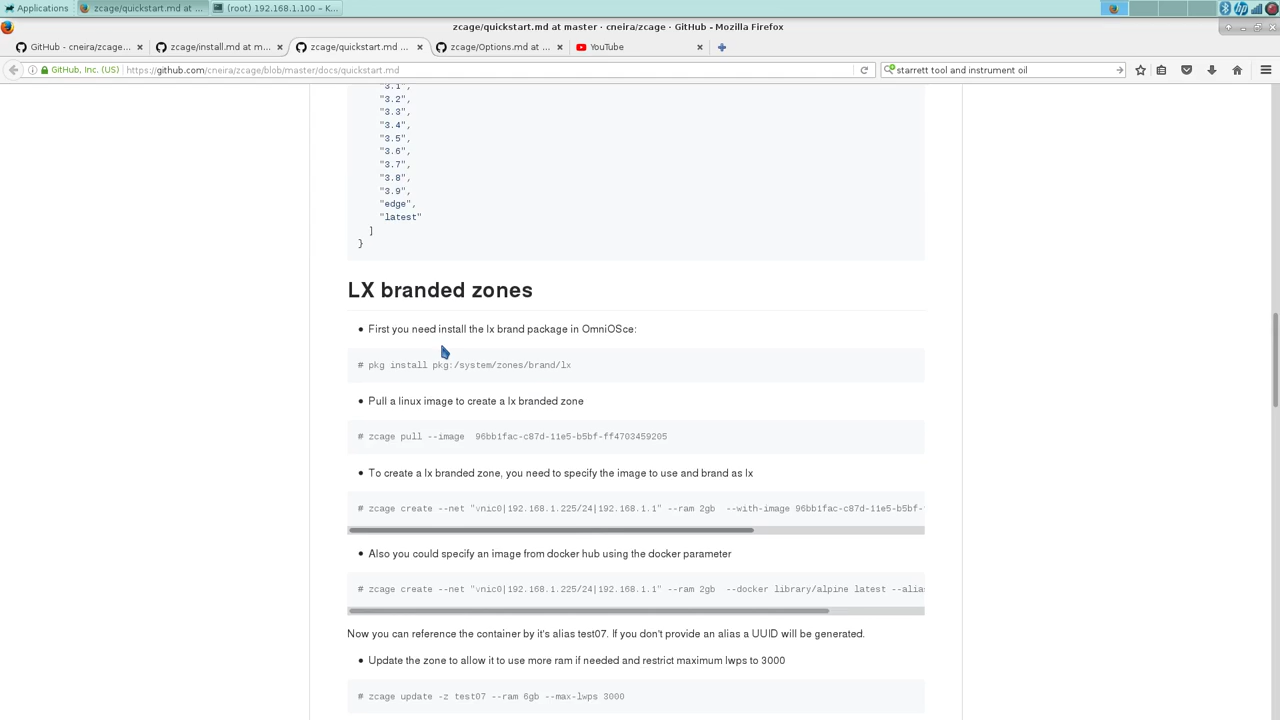 Applications
zcage/quickstart.md at ...
(root) 192.168.1.100 – K...
zcage/quickstart.md at master · cneira/zcage · GitHub - Mozilla Firefox
GitHub - cneira/zcage...
zcage/install.md at m...
zcage/quickstart.md ...
zcage/Options.md at ...
YouTube
GitHub, Inc. (US)
https://github.com/cneira/zcage/blob/master/docs/quickstart.md
starrett tool and instrument oil
"3.1",
"3.2",
"3.3",
"3.4",
"3.5",
"3.6",
"3.7",
"3.8",
"3.9",
"edge",
"latest"
]
}
LX branded zones
• First you need install the lx brand package in OmniOSce:
# pkg install pkg:/system/zones/brand/lx
• Pull a linux image to create a lx branded zone
# zcage pull --image  96bb1fac-c87d-11e5-b5bf-ff4703459205
• To create a lx branded zone, you need to specify the image to use and brand as lx
# zcage create --net "vnic0|192.168.1.225/24|192.168.1.1" --ram 2gb  --with-image 96bb1fac-c87d-11e5-b5bf-
• Also you could specify an image from docker hub using the docker parameter
# zcage create --net "vnic0|192.168.1.225/24|192.168.1.1" --ram 2gb  --docker library/alpine latest --alia
Now you can reference the container by it's alias test07. If you don't provide an alias a UUID will be generated.
• Update the zone to allow it to use more ram if needed and restrict maximum lwps to 3000
# zcage update -z test07 --ram 6gb --max-lwps 3000